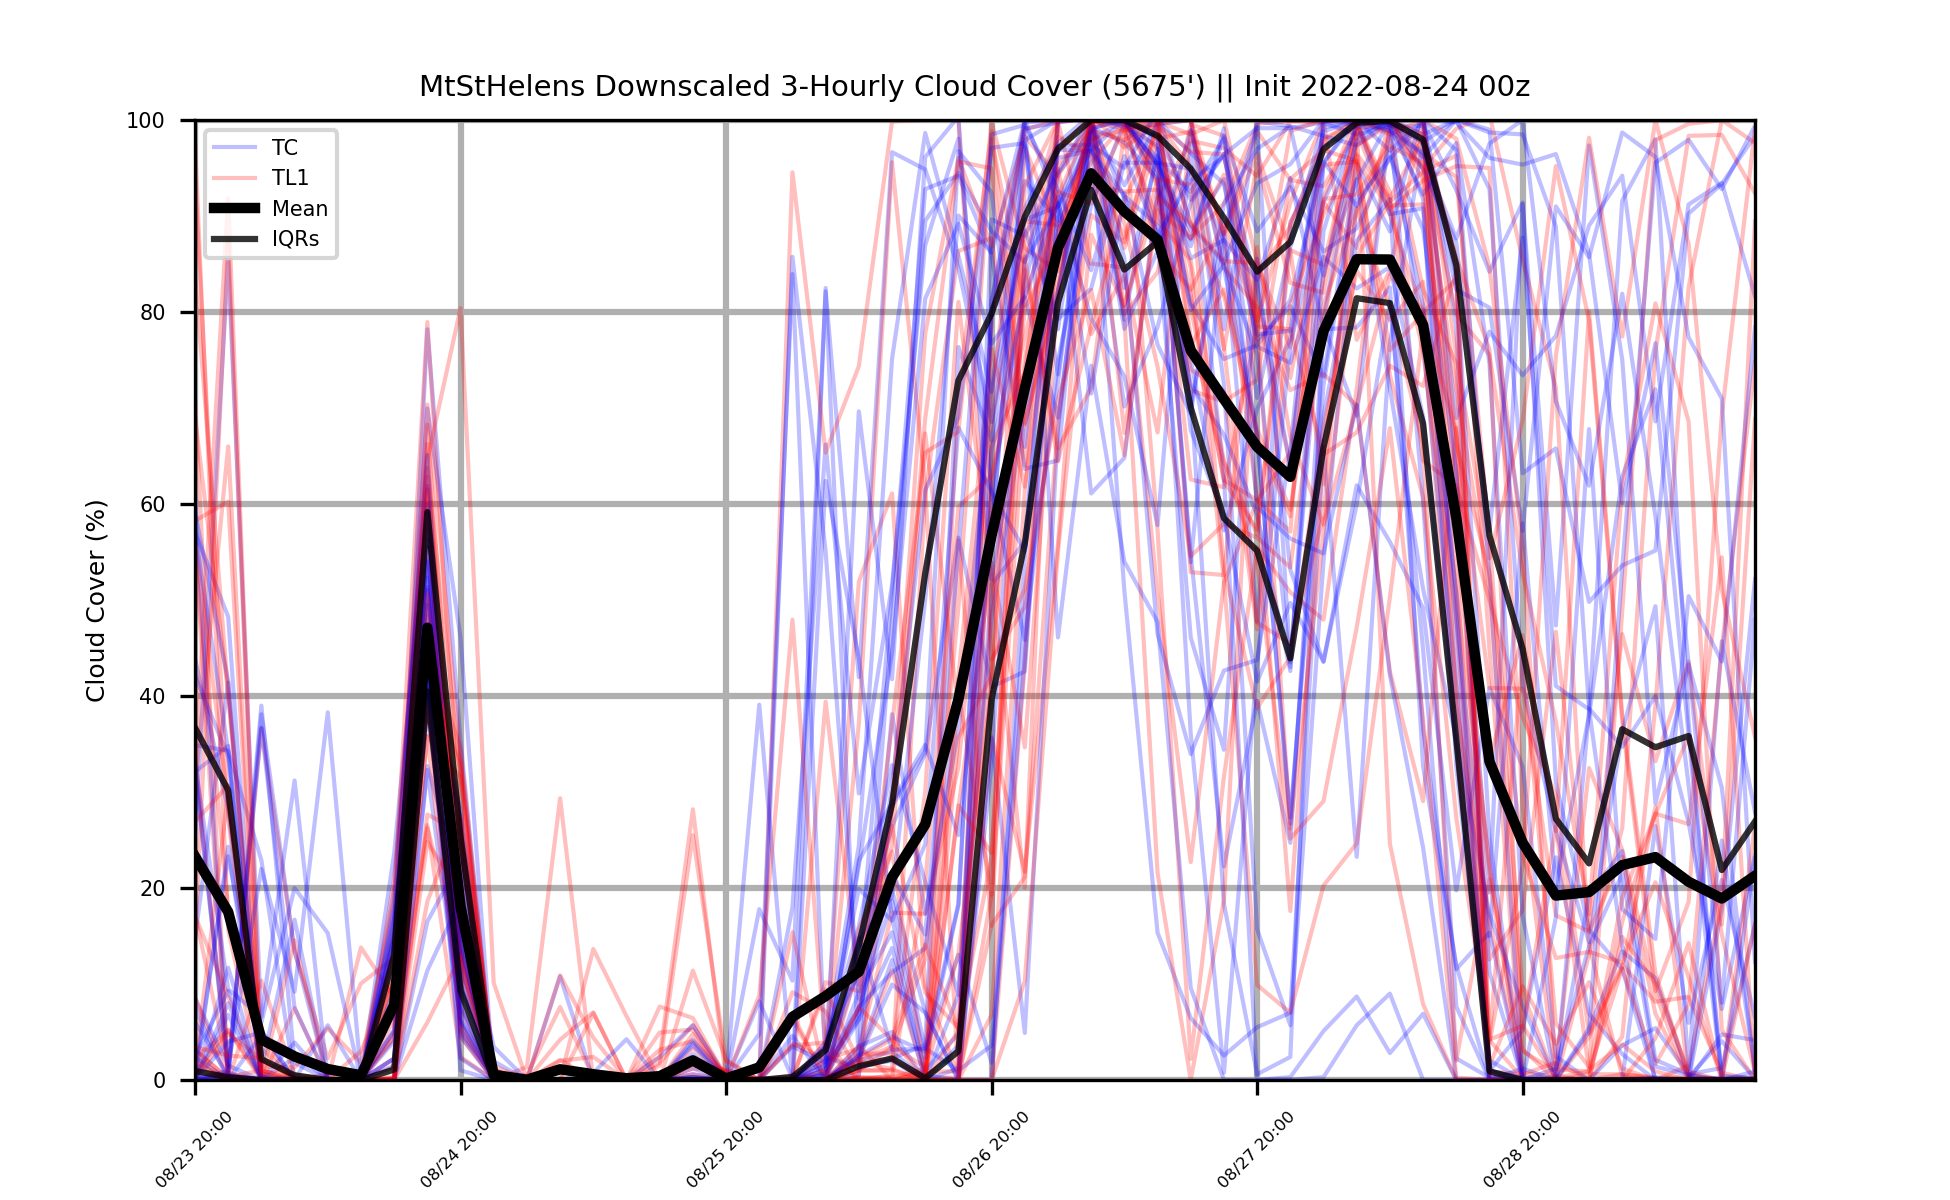 MtStHelens Downscaled 3-Hourly Cloud Cover (5675') || Init 2022-08-24 00z
Cloud Cover (%)
100
80
60
40
20
0
TC
TL1
Mean
IQRs
08/23 20:00
08/24 20:00
08/25 20:00
08/26 20:00
08/27 20:00
08/28 20:00